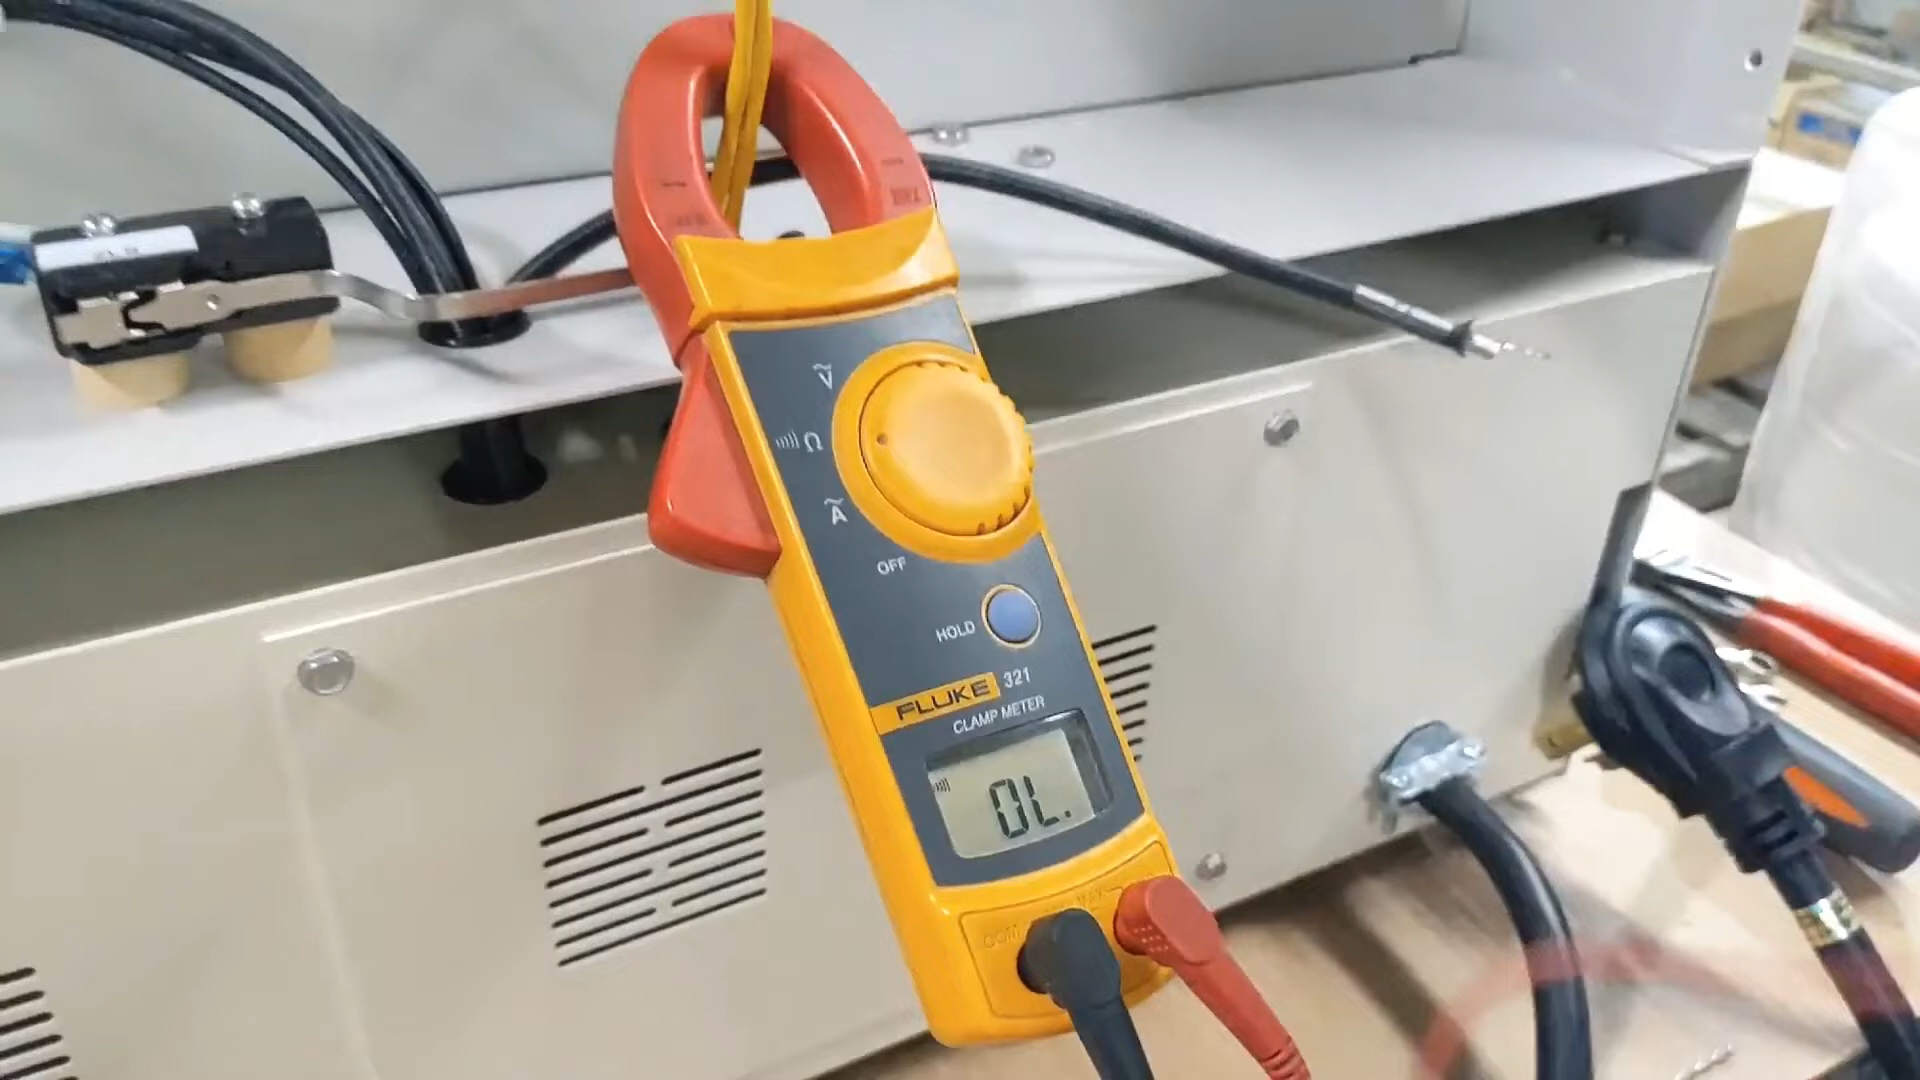 Ṽ
Ω
Ã
OFF
HOLD
FLUKE 321
CLAMP METER
OL.
COM